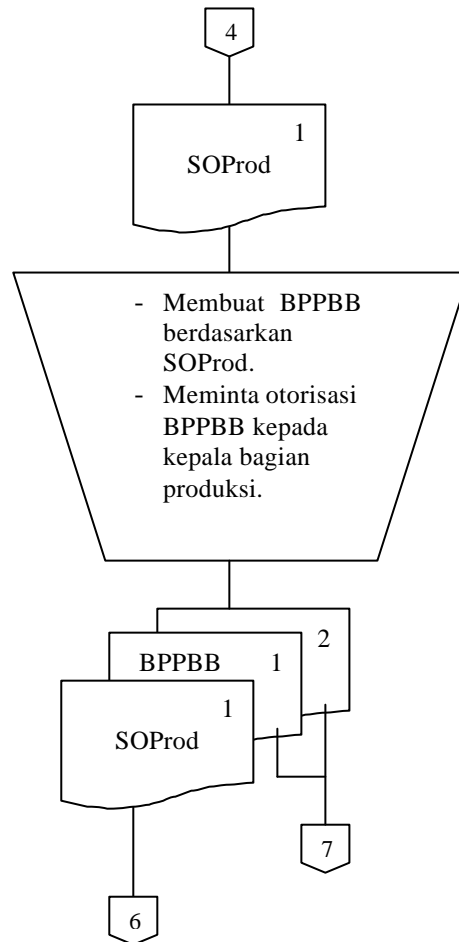 4
1
SOProd
- Membuat BPPBB
berdasarkan
SOProd.
- Meminta otorisasi
BPPBB kepada
kepala bagian
produksi.
2
BPPBB 1
1
SOProd
7
6